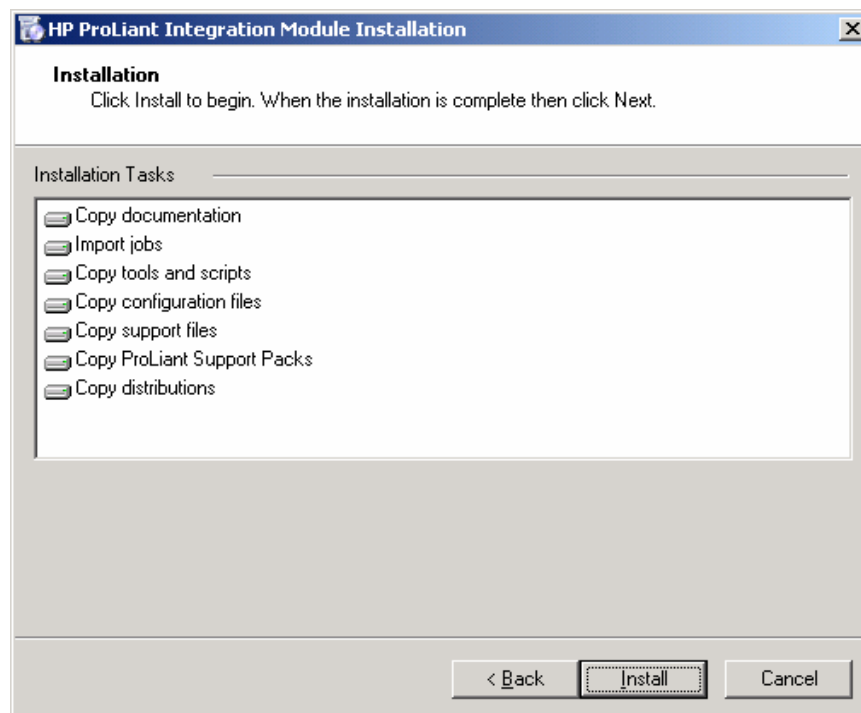 HP ProLiant Integration Module Installation
Installation
Click Install to begin. When the installation is complete then click Next.
Installation Tasks
Copy documentation
Import jobs
Copy tools and scripts
Copy configuration files
Copy support files
Copy ProLiant Support Packs
Copy distributions
< Back Install Cancel